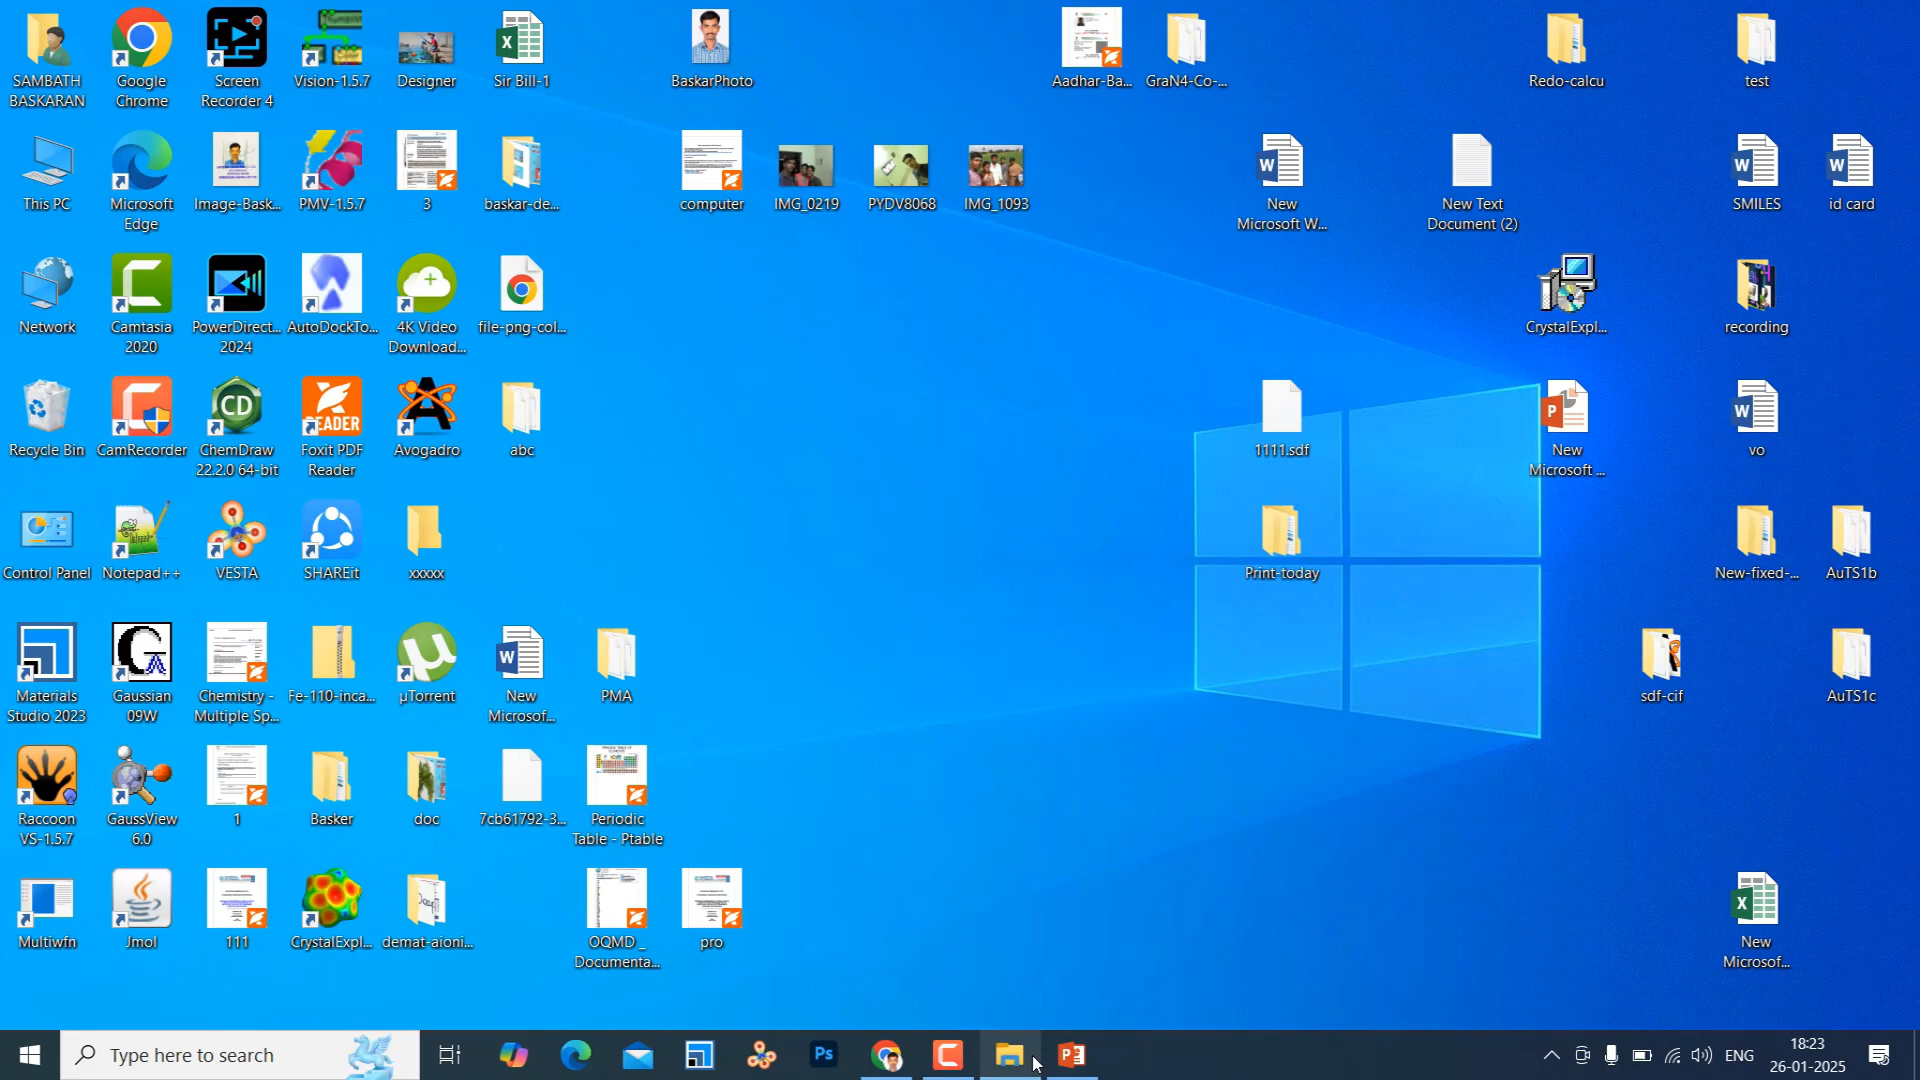 SAMBATH
BASKARAN
Google
Chrome
Screen
Recorder 4
Vision-1.5.7
Designer
Sir Bill-1
BaskarPhoto
Aadhar-Ba...
GraN4-Co-...
Redo-calcu
test
This PC
Microsoft
Edge
Image-Bask...
PMV-1.5.7
3
baskar-de...
computer
IMG_0219
PYDV8068
IMG_1093
New
Microsoft W...
New Text
Document (2)
SMILES
id card
Network
Camtasia
2020
PowerDirect...
2024
AutoDockTo...
4K Video
Download...
file-png-col...
CrystalExpl...
recording
Recycle Bin
CamRecorder
ChemDraw
22.2.0 64-bit
READER
Foxit PDF
Reader
Avogadro
abc
1111.sdf
New
Microsoft ...
vo
Control Panel
Notepad++
VESTA
SHAREit
xxxxx
Print-today
New-fixed-...
AuTS1b
Materials
Studio 2023
Gaussian
09W
Chemistry -
Multiple Sp...
Fe-110-inca...
µTorrent
New
Microsof...
PMA
sdf-cif
AuTS1c
Raccoon
VS-1.5.7
GaussView
6.0
1
Basker
doc
7cb61792-3...
Periodic
Table - Ptable
Multiwfn
Jmol
111
CrystalExpl...
demat-aioni...
OQMD _
Documenta...
pro
New
Microsof...
Type here to search
Ps
ENG
18:23
26-01-2025